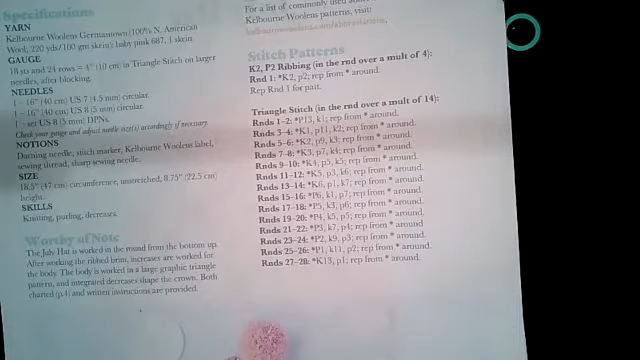 Specifications
YARN
Kelbourne Woolens Germantown (100% N. American
Wool; 220 yds/100 gm skein): baby pink 687, 1 skein
GAUGE
18 sts and 24 rows = 4" (10 cm) in Triangle Stitch on larger
needles, after blocking.
NEEDLES
1 – 16" (40 cm) US 7 (4.5 mm) circular.
1 – 16" (40 cm) US 8 (5 mm) circular.
1 – set US 8 (5 mm) DPNs.
Check your gauge and adjust needle size(s) accordingly if necessary.
NOTIONS
Darning needle, stitch marker, Kelbourne Woolens label,
sewing thread, sharp sewing needle.
SIZE
18.5" (47 cm) circumference, unstretched, 8.75" (22.5 cm)
height.
SKILLS
Knitting, purling, decreases.
Worthy of Note
The July Hat is worked in the round from the bottom up.
After working the ribbed brim, increases are worked for
the body. The body is worked in a large graphic triangle
pattern, and integrated decreases shape the crown. Both
charted (p.4) and written instructions are provided.
For a list of commonly used
Kelbourne Woolens patterns, visit:
kelbournewoolens.com/abbreviations.
Stitch Patterns
K2, P2 Ribbing (in the rnd over a mult of 4):
Rnd 1: *K2, p2; rep from * around.
Rep Rnd 1 for patt.
Triangle Stitch (in the rnd over a mult of 14):
Rnds 1–2: *P13, k1; rep from * around.
Rnds 3–4: *K1, p11, k2; rep from * around.
Rnds 5–6: *K2, p9, k3; rep from * around.
Rnds 7–8: *K3, p7, k4; rep from * around.
Rnds 9–10: *K4, p5, k5; rep from * around.
Rnds 11–12: *K5, p3, k6; rep from * around.
Rnds 13–14: *K6, p1, k7; rep from * around.
Rnds 15–16: *P6, k1, p7; rep from * around.
Rnds 17–18: *P5, k3, p6; rep from * around.
Rnds 19–20: *P4, k5, p5; rep from * around.
Rnds 21–22: *P3, k7, p4; rep from * around.
Rnds 23–24: *P2, k9, p3; rep from * around.
Rnds 25–26: *P1, k11, p2; rep from * around.
Rnds 27–28: *K13, p1; rep from * around.